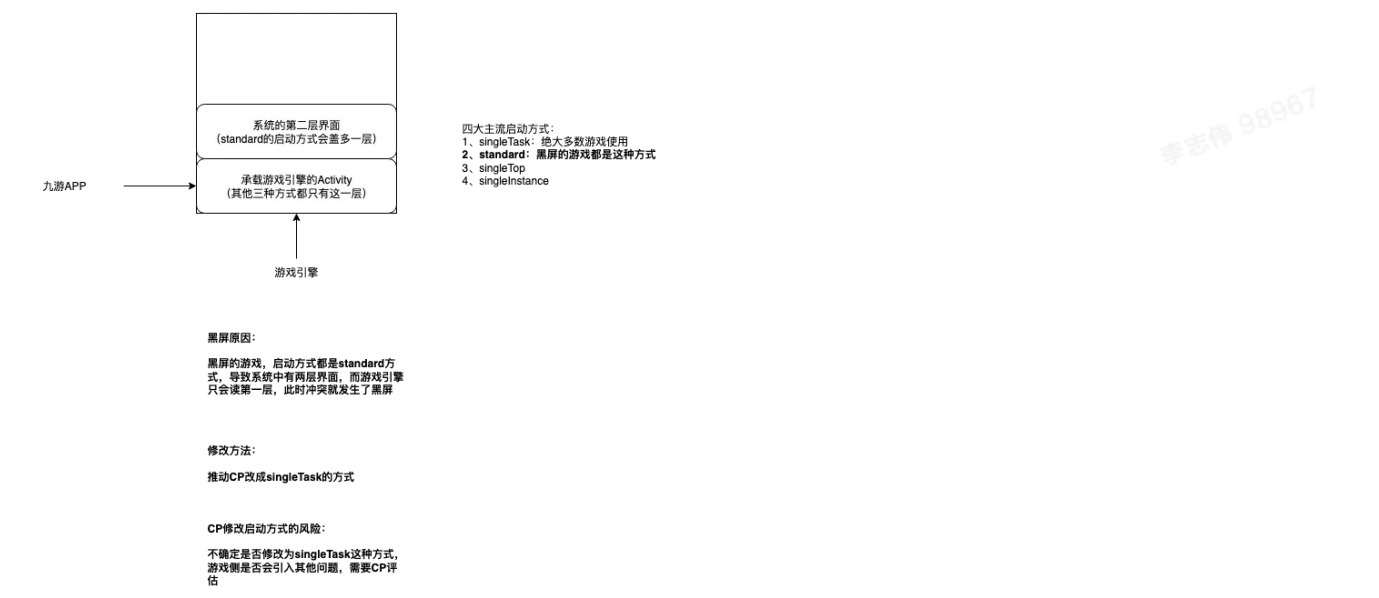 系统的第二层界面
（standard的启动方式会盖多一层）
承载游戏引擎的Activity
（其他三种方式都只有这一层）
九游APP
游戏引擎
四大主流启动方式：
1、singleTask：绝大多数游戏使用
2、standard：黑屏的游戏都是这种方式
3、singleTop
4、singleInstance
李志伟 98967
黑屏原因：
黑屏的游戏，启动方式都是standard方
式，导致系统中有两层界面，而游戏引擎
只会读第一层，此时冲突就发生了黑屏
修改方法：
推动CP改成singleTask的方式
CP修改启动方式的风险：
不确定是否修改为singleTask这种方式，
游戏侧是否会引入其他问题，需要CP评
估